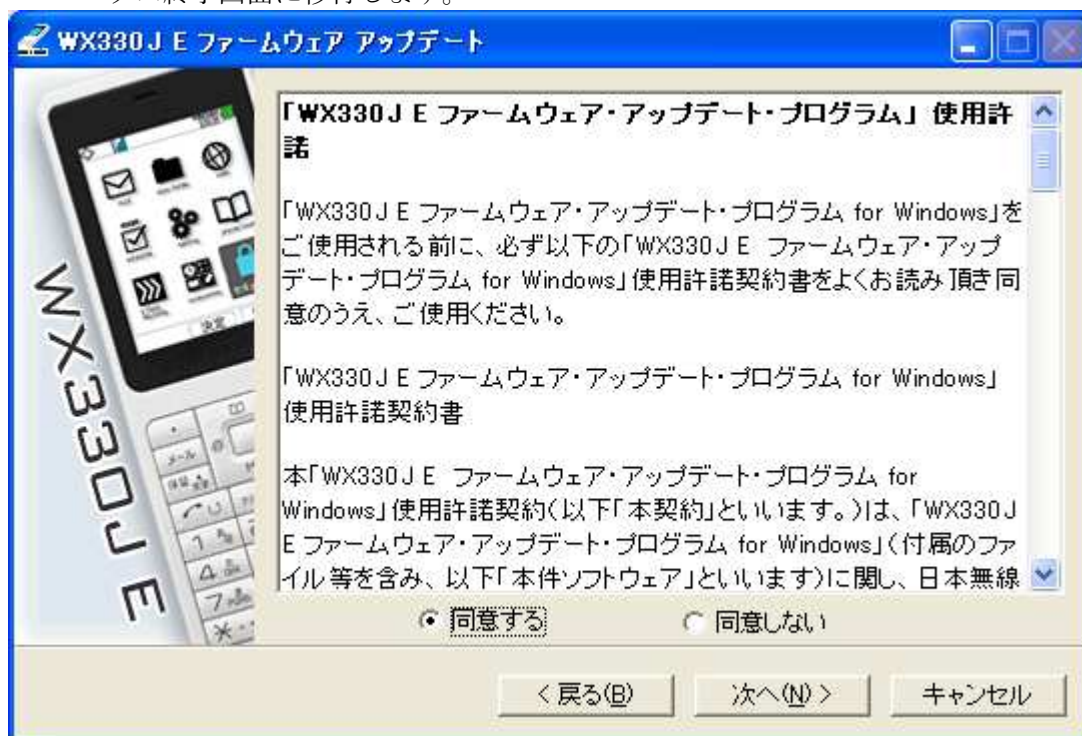 WX330J E ファームウェア アップデート
「WX330J E ファームウェア・アップデート・プログラム」 使用許
諾
「WX330J E ファームウェア・アップデート・プログラム for Windows」を
ご使用される前に、必ず以下の「WX330J E ファームウェア・アップ
デート・プログラム for Windows」使用許諾契約書をよくお読み頂き同
意のうえ、ご使用ください。
「WX330J E ファームウェア・アップデート・プログラム for Windows」
使用許諾契約書
本「WX330J E ファームウェア・アップデート・プログラム for
Windows」使用許諾契約(以下「本契約」といいます。)は、「WX330J
E ファームウェア・アップデート・プログラム for Windows」(付属のファ
イル等を含み、以下「本件ソフトウェア」といいます)に関し、日本無線
WX330J E
決定
メール
同意する
同意しない
< 戻る(B)
次へ(N) >
キャンセル